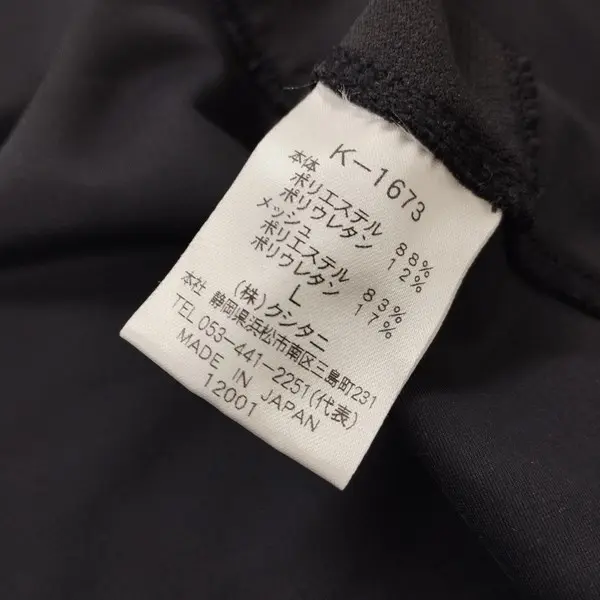 K-1673
本体
ポリエステル 88%
ポリウレタン 12%
メッシュ
ポリエステル 83%
ポリウレタン 17%
L
(株)クシタニ
本社 静岡県浜松市南区三島町231
TEL 053-441-2251(代表)
MADE IN JAPAN
12001